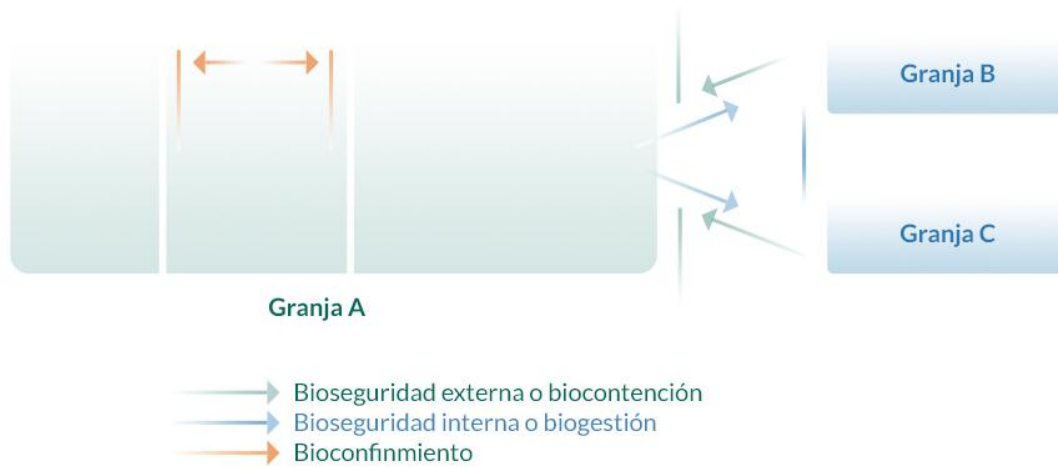 Granja B
Granja C
Granja A
Bioseguridad externa o biocontención
Bioseguridad interna o biogestión
Bioconfinmiento